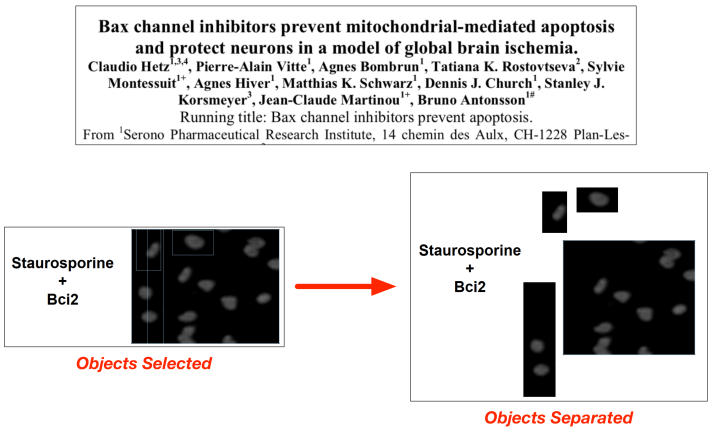 Bax channel inhibitors prevent mitochondrial-mediated apoptosis
and protect neurons in a model of global brain ischemia.
Claudio Hetz1,3,4, Pierre-Alain Vitte1, Agnes Bombrun1, Tatiana K. Rostovtseva2, Sylvie
Montessuit1+, Agnes Hiver1, Matthias K. Schwarz1, Dennis J. Church1, Stanley J.
Korsmeyer3, Jean-Claude Martinou1+, Bruno Antonsson1#
Running title: Bax channel inhibitors prevent apoptosis.
From 1Serono Pharmaceutical Research Institute, 14 chemin des Aulx, CH-1228 Plan-Les-
Staurosporine
+
Bci2
Objects Selected
Staurosporine
+
Bci2
Objects Separated